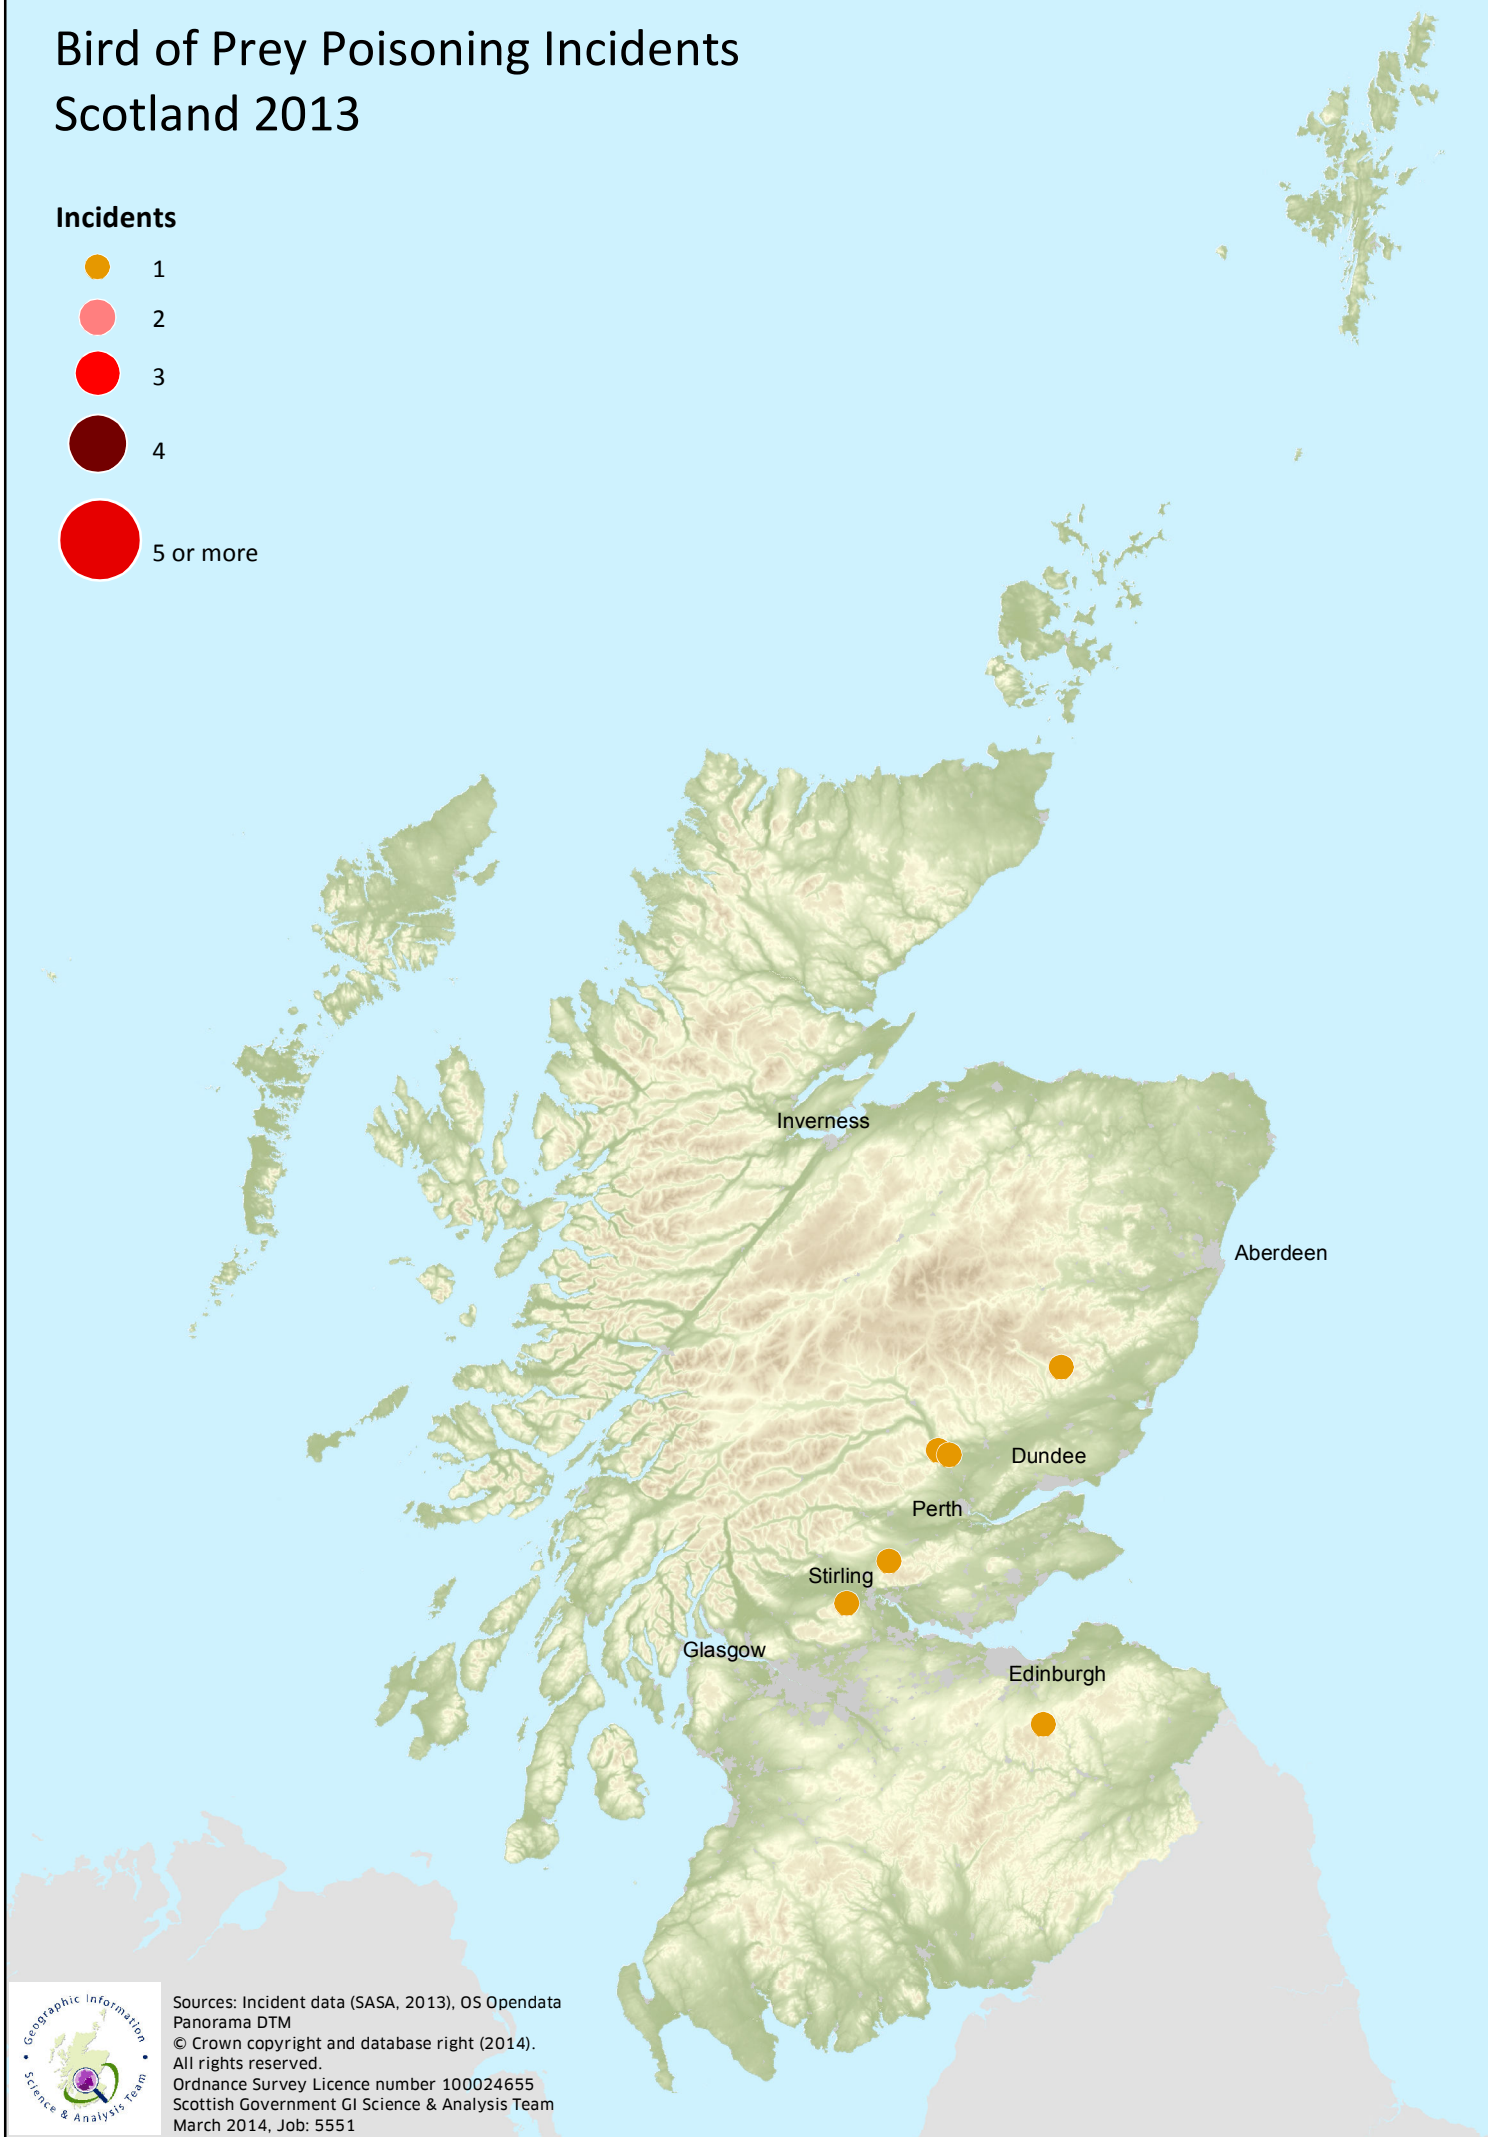 Bird of Prey Poisoning Incidents
Scotland 2013
Incidents
1
2
3
4
5 or more
Inverness
Aberdeen
Dundee
Perth
Stirling
Glasgow
Edinburgh
Geographic Information
Science & Analysis Team
Sources: Incident data (SASA, 2013), OS Opendata
Panorama DTM
© Crown copyright and database right (2014).
All rights reserved.
Ordnance Survey Licence number 100024655
Scottish Government GI Science & Analysis Team
March 2014, Job: 5551